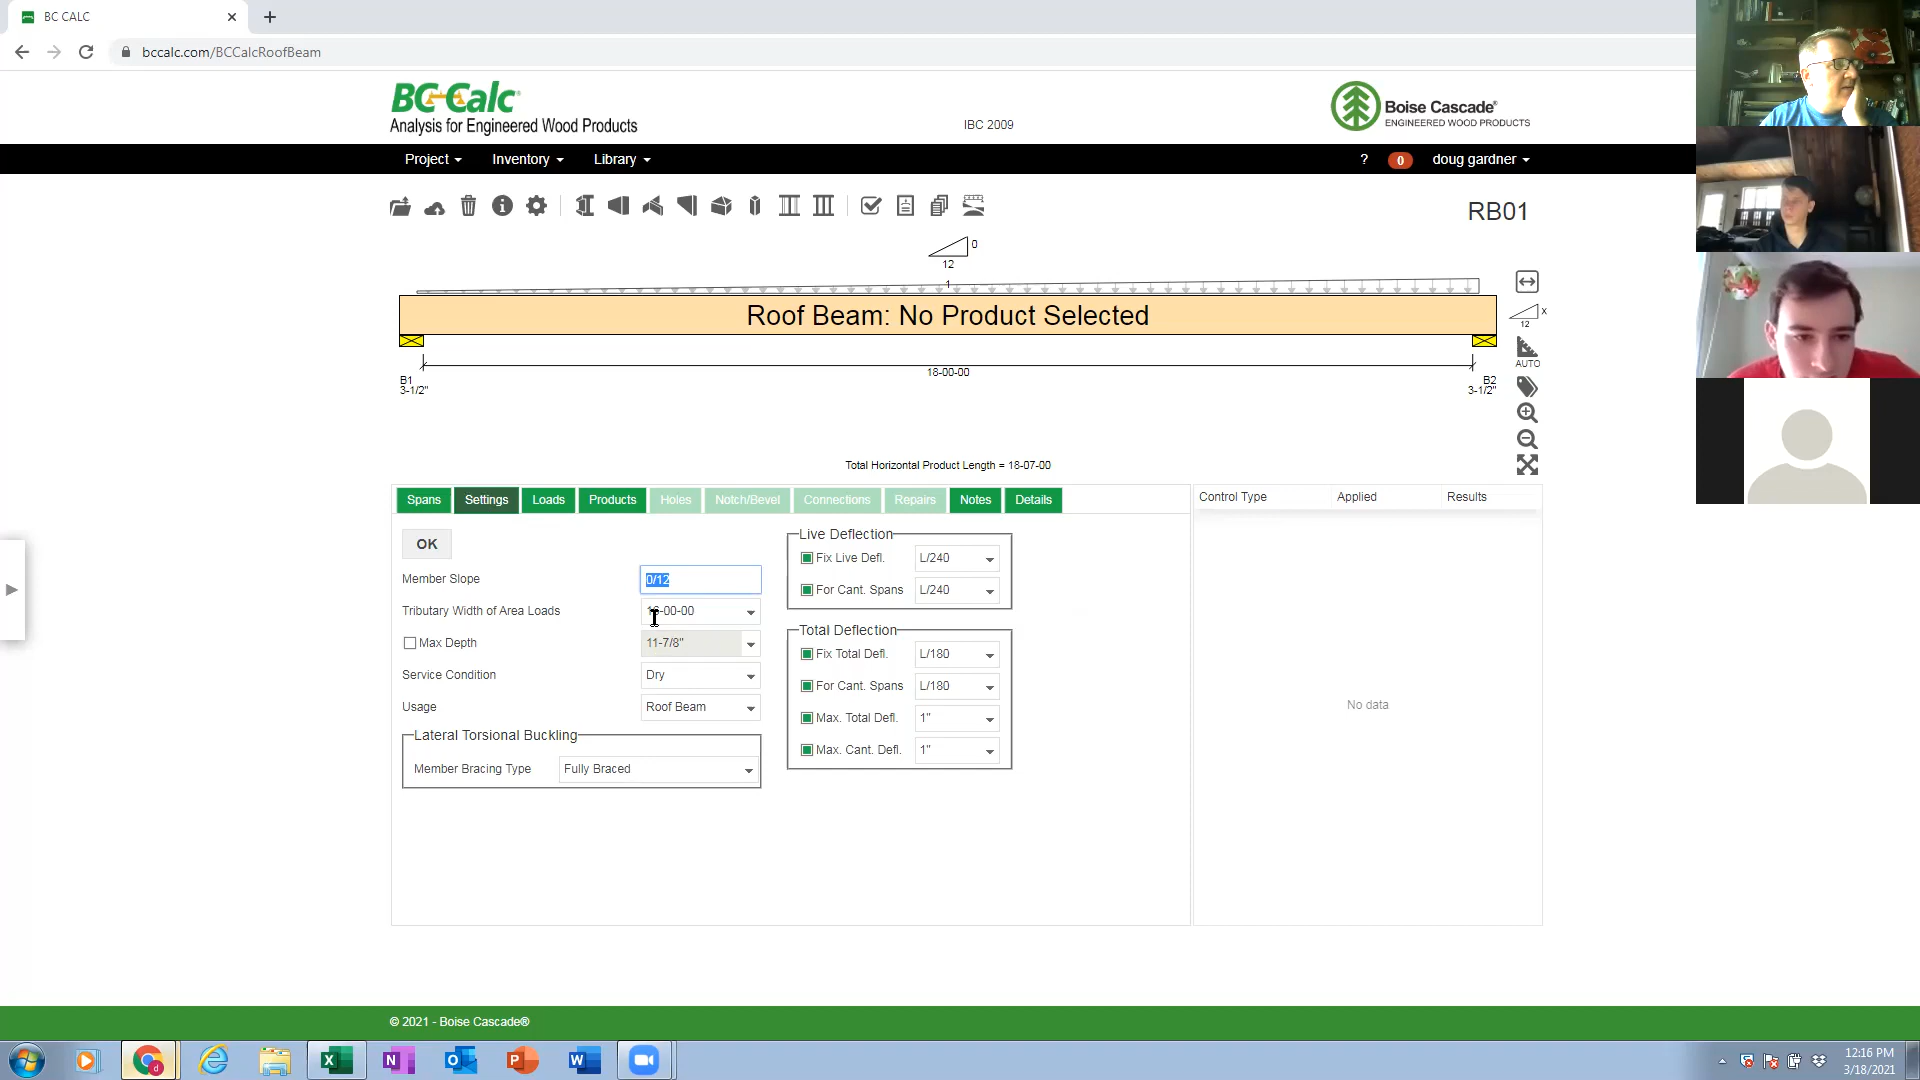 BC CALC
bccalc.com/BCCalcRoofBeam
BC Calc®
Analysis for Engineered Wood Products
IBC 2009
Boise Cascade®
ENGINEERED WOOD PRODUCTS
Project
Inventory
Library
?
0
doug gardner
RB01
0
12
1
Roof Beam: No Product Selected
x
12
AUTO
18-00-00
B1
3-1/2"
B2
3-1/2"
Total Horizontal Product Length = 18-07-00
Spans
Settings
Loads
Products
Holes
Notch/Bevel
Connections
Repairs
Notes
Details
Control Type
Applied
Results
OK
Member Slope
0/12
Tributary Width of Area Loads
-00-00
Max Depth
11-7/8"
Service Condition
Dry
Usage
Roof Beam
Lateral Torsional Buckling
Member Bracing Type
Fully Braced
Live Deflection
Fix Live Defl.
L/240
For Cant. Spans
L/240
Total Deflection
Fix Total Defl.
L/180
For Cant. Spans
L/180
Max. Total Defl.
1"
Max. Cant. Defl.
1"
No data
© 2021 - Boise Cascade®
12:16 PM
3/18/2021